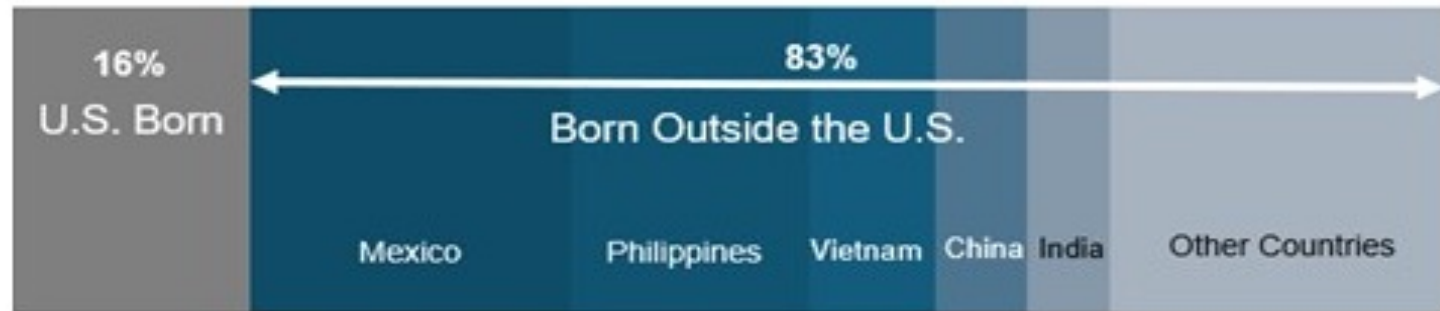 16%
U.S. Born
83%
Born Outside the U.S.
Mexico
Philippines
Vietnam
China
India
Other Countries